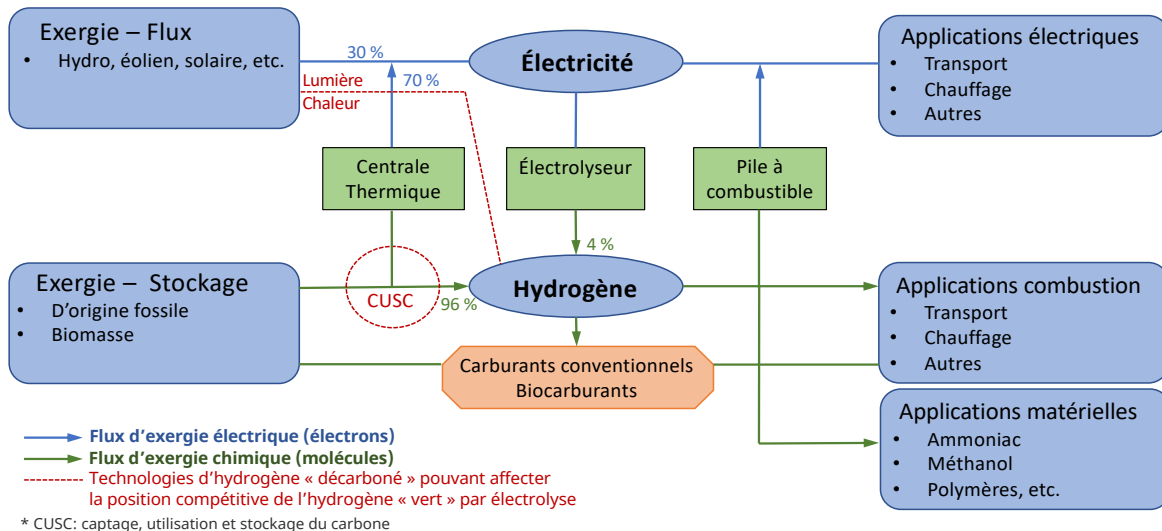 Exergie – Flux
• Hydro, éolien, solaire, etc.
30 %
70 %
Lumière
Chaleur
Électricité
Applications électriques
• Transport
• Chauffage
• Autres
Centrale
Thermique
Électrolyseur
Pile à
combustible
4 %
Exergie – Stockage
• D’origine fossile
• Biomasse
CUSC
96 %
Hydrogène
Applications combustion
• Transport
• Chauffage
• Autres
Carburants conventionnels
Biocarburants
Applications matérielles
• Ammoniac
• Méthanol
• Polymères, etc.
Flux d’exergie électrique (électrons)
Flux d’exergie chimique (molécules)
Technologies d’hydrogène « décarboné » pouvant affecter
la position compétitive de l’hydrogène « vert » par électrolyse
* CUSC: captage, utilisation et stockage du carbone